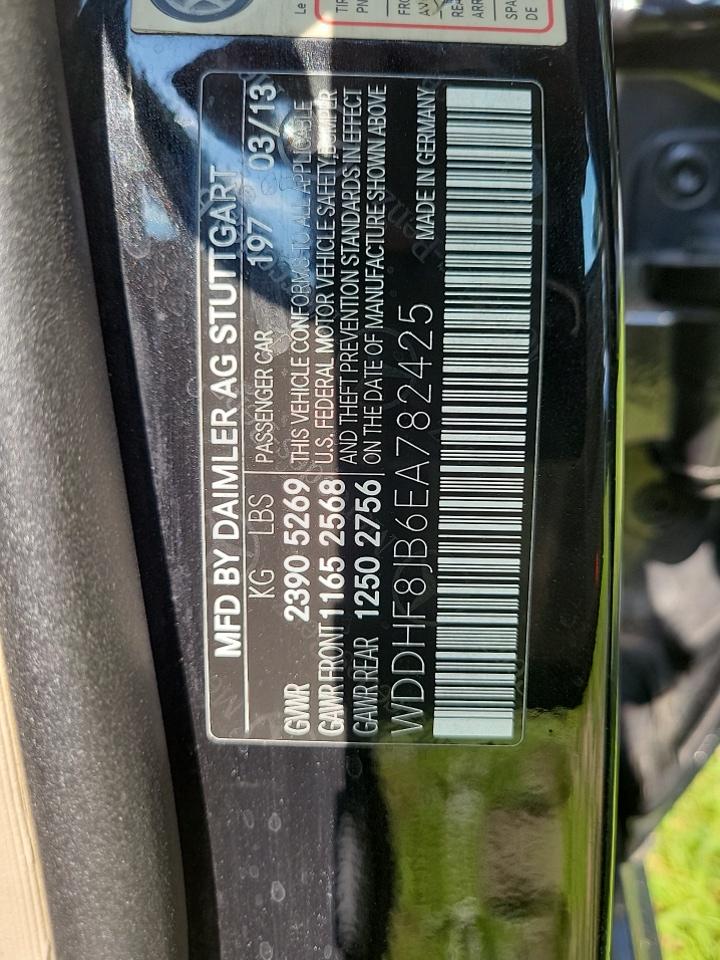 MFD BY DAIMLER AG STUTTGART
KG LBS PASSENGER CAR 197 03/13
GWR 2390 5269 THIS VEHICLE CONFORMS TO ALL APPLICABLE
GAWR FRONT 1165 2568 U.S. FEDERAL MOTOR VEHICLE SAFETY, BUMPER
GAWR REAR 1250 2756 AND THEFT PREVENTION STANDARDS IN EFFECT
ON THE DATE OF MANUFACTURE SHOWN ABOVE
WDDHF8JB6EA782425 MADE IN GERMANY
Le